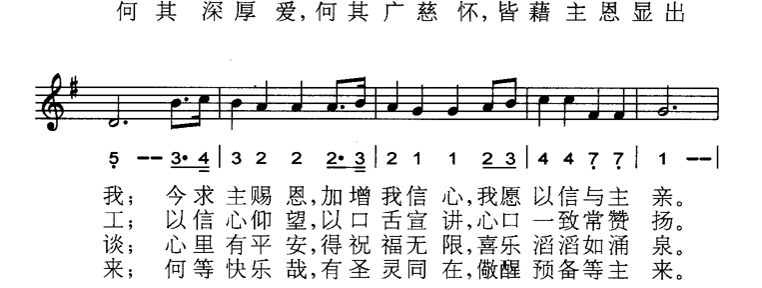 何其深厚爱,何其广慈怀,皆藉主恩显出
5 -- 3· 4 | 3 2 2 2· 3 | 2 1 1 2 3 | 4 4 7 7 | 1 -- |
我; 今求主赐恩,加增我信心,我愿以信与主亲。
工; 以信心仰望,以口舌宣讲,心口一致常赞扬。
谈; 心里有平安,得祝福无限,喜乐滔滔如涌泉。
来; 何等快乐哉,有圣灵同在,儆醒预备等主来。